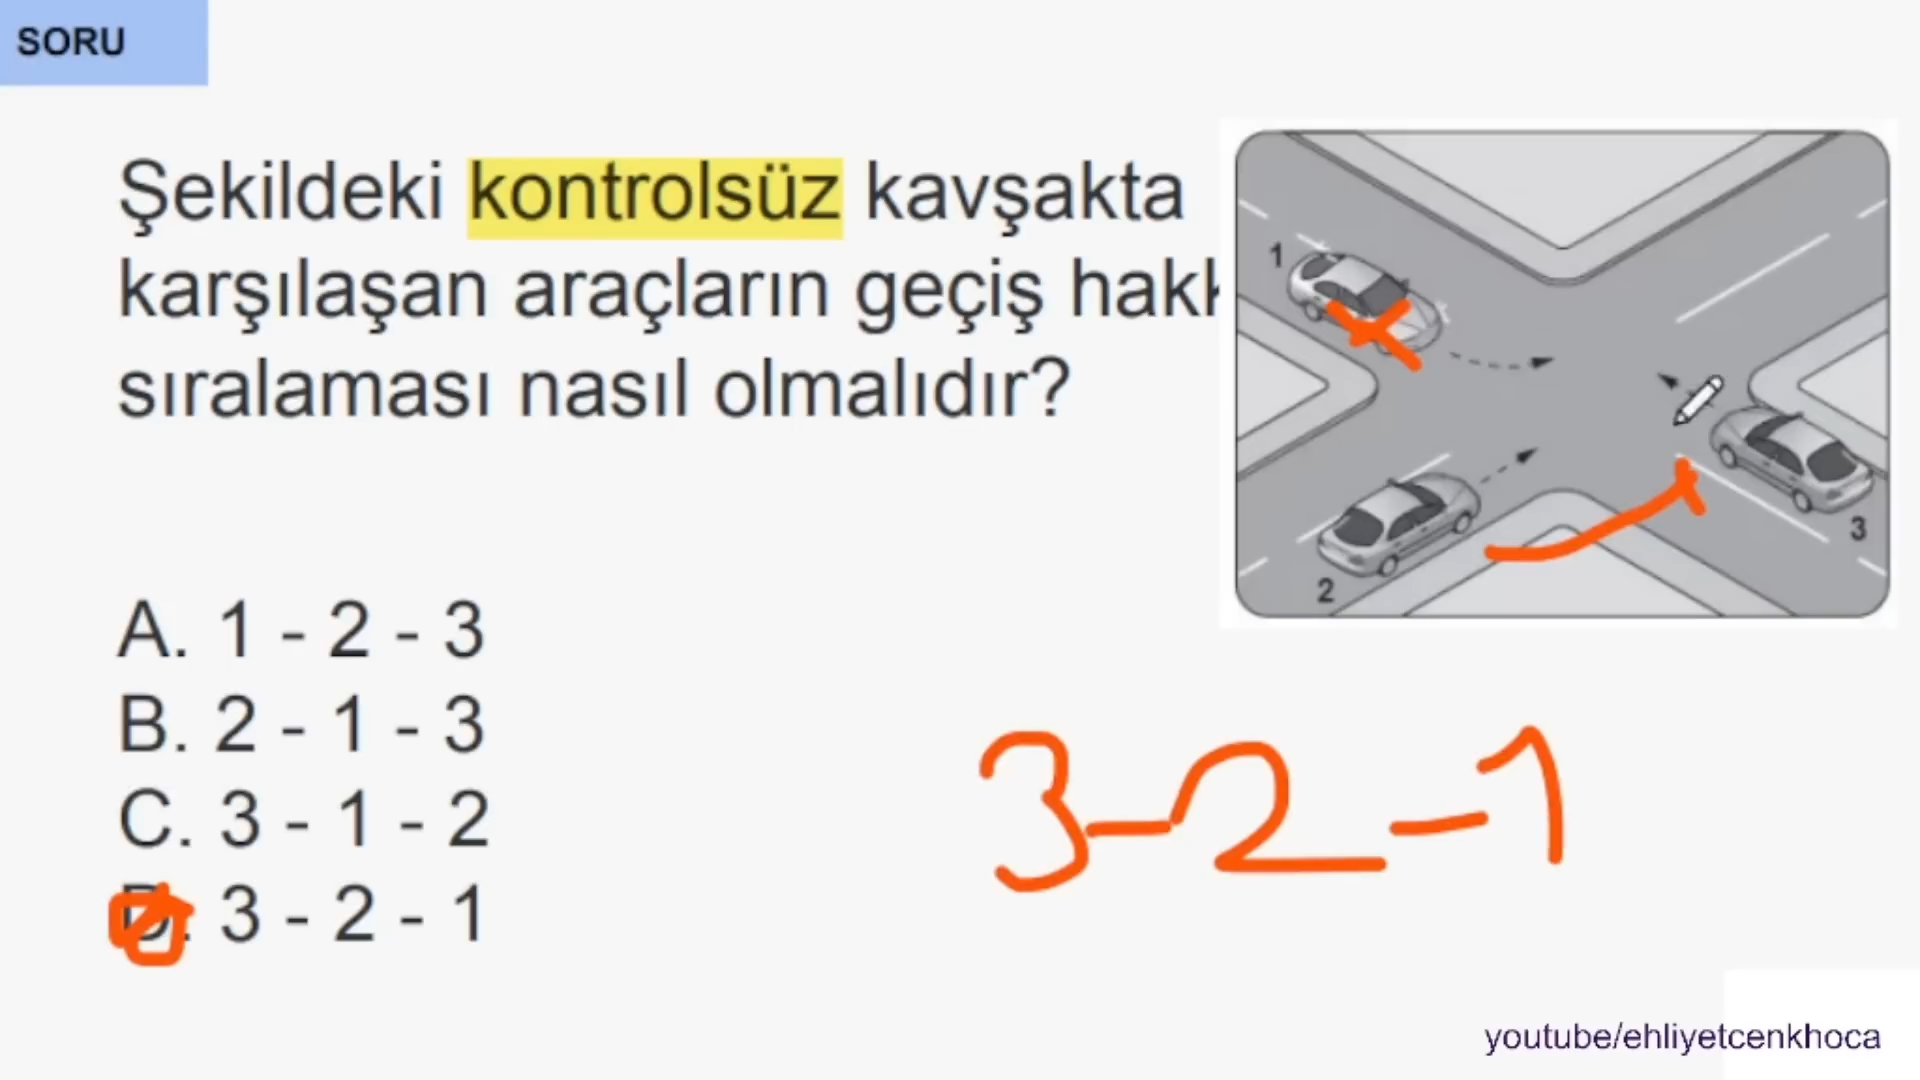 SORU
Şekildeki kontrolsüz kavşakta
karşılaşan araçların geçiş hakk
sıralaması nasıl olmalıdır?
1
2
3
A. 1 - 2 - 3
B. 2 - 1 - 3
C. 3 - 1 - 2
D. 3 - 2 - 1
3-2-1
youtube/ehliyetcenkhoca